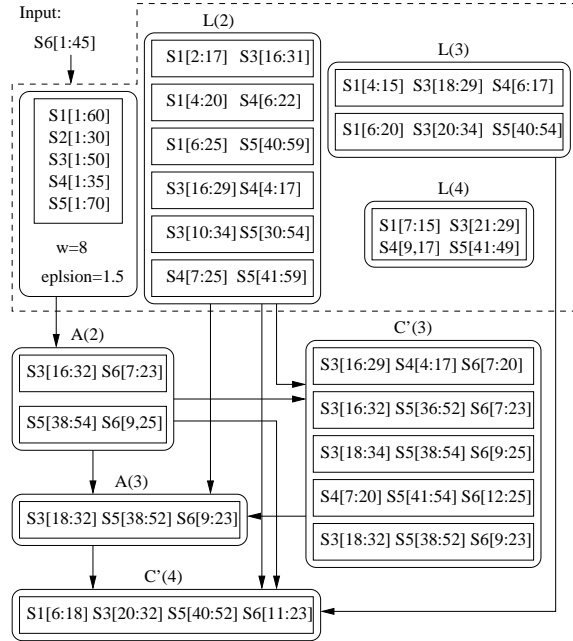 Input:
S6[1:45]
S1[1:60]
S2[1:30]
S3[1:50]
S4[1:35]
S5[1:70]
w=8
eplsion=1.5
L(2)
S1[2:17] S3[16:31]
S1[4:20] S4[6:22]
S1[6:25] S5[40:59]
S3[16:29] S4[4:17]
S3[10:34] S5[30:54]
S4[7:25] S5[41:59]
L(3)
S1[4:15] S3[18:29] S4[6:17]
S1[6:20] S3[20:34] S5[40:54]
L(4)
S1[7:15] S3[21:29]
S4[9,17] S5[41:49]
A(2)
S3[16:32] S6[7:23]
S5[38:54] S6[9,25]
C'(3)
S3[16:29] S4[4:17] S6[7:20]
S3[16:32] S5[36:52] S6[7:23]
S3[18:34] S5[38:54] S6[9:25]
S4[7:20] S5[41:54] S6[12:25]
S3[18:32] S5[38:52] S6[9:23]
A(3)
S3[18:32] S5[38:52] S6[9:23]
C'(4)
S1[6:18] S3[20:32] S5[40:52] S6[11:23]